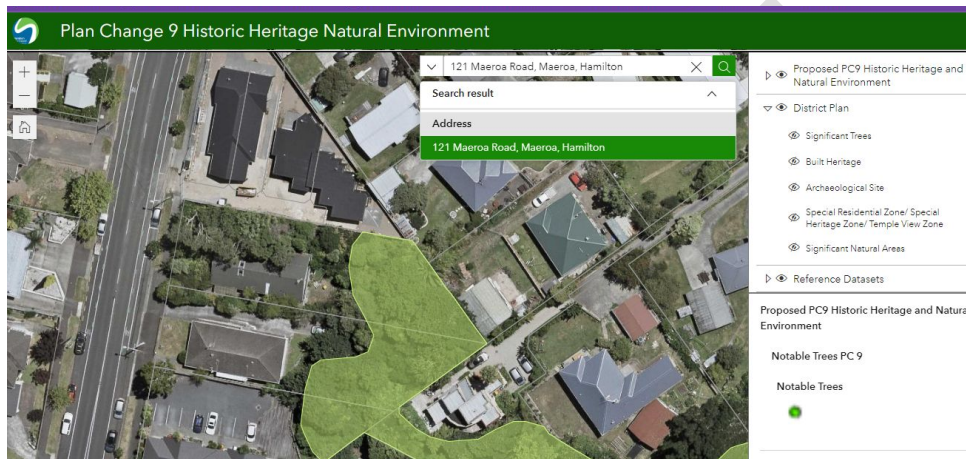 Plan Change 9 Historic Heritage Natural Environment
121 Maeroa Road, Maeroa, Hamilton
Search result
Address
121 Maeroa Road, Maeroa, Hamilton
Proposed PC9 Historic Heritage and
Natural Environment
District Plan
Significant Trees
Built Heritage
Archaeological Site
Special Residential Zone/ Special
Heritage Zone/ Temple View Zone
Significant Natural Areas
Reference Datasets
Proposed PC9 Historic Heritage and Natura
Environment
Notable Trees PC 9
Notable Trees